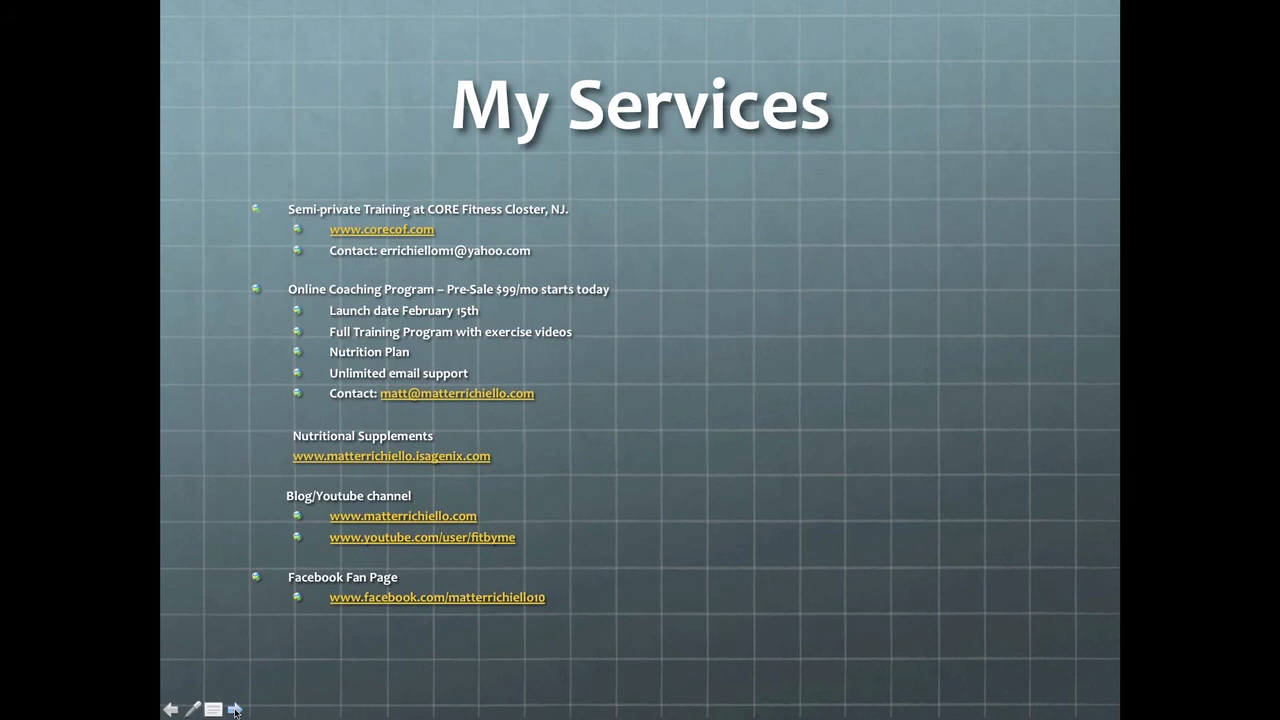 My Services
Semi-private Training at CORE Fitness Closter, NJ.
www.corecof.com
Contact: errichiellom1@yahoo.com
Online Coaching Program – Pre-Sale $99/mo starts today
Launch date February 15th
Full Training Program with exercise videos
Nutrition Plan
Unlimited email support
Contact: matt@matterrichiello.com
Nutritional Supplements
www.matterrichiello.isagenix.com
Blog/Youtube channel
www.matterrichiello.com
www.youtube.com/user/fitbyme
Facebook Fan Page
www.facebook.com/matterrichiello10